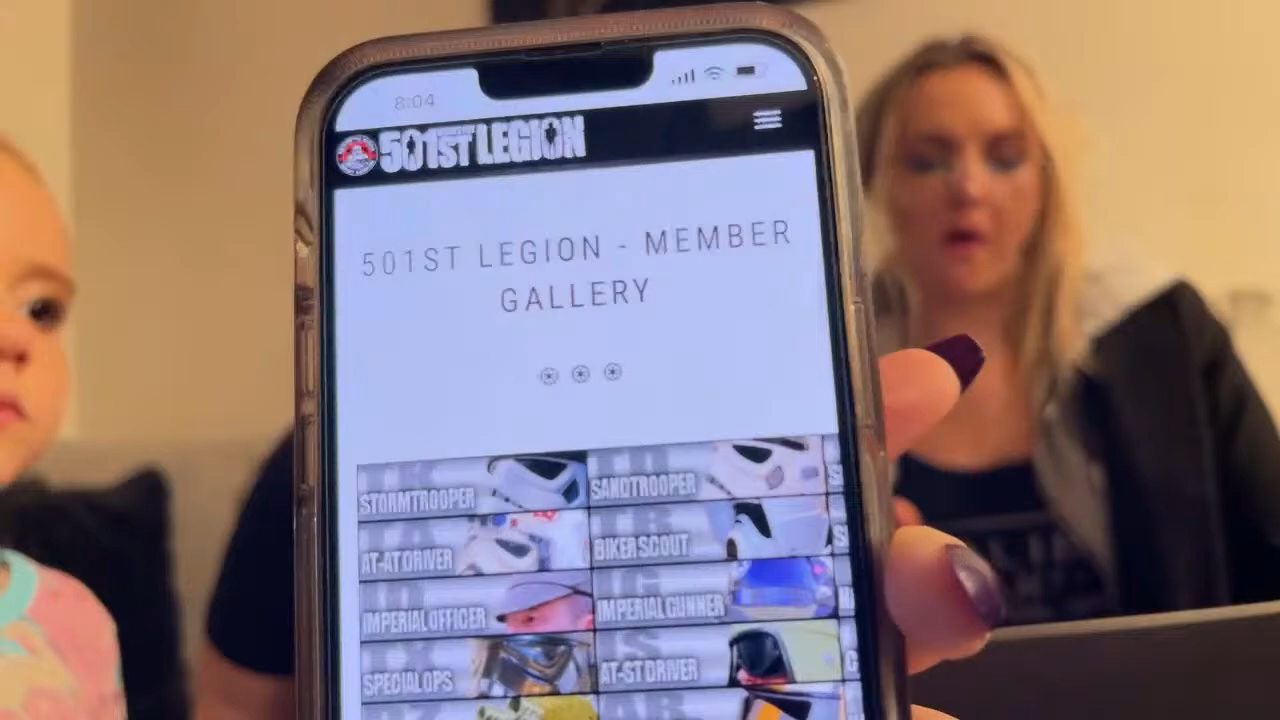 8:04
501ST LEGION
501ST LEGION - MEMBER
GALLERY
STORMTROOPER
SANDTROOPER
AT-AT DRIVER
BIKER SCOUT
IMPERIAL OFFICER
IMPERIAL GUNNER
SPECIAL OPS
AT-ST DRIVER